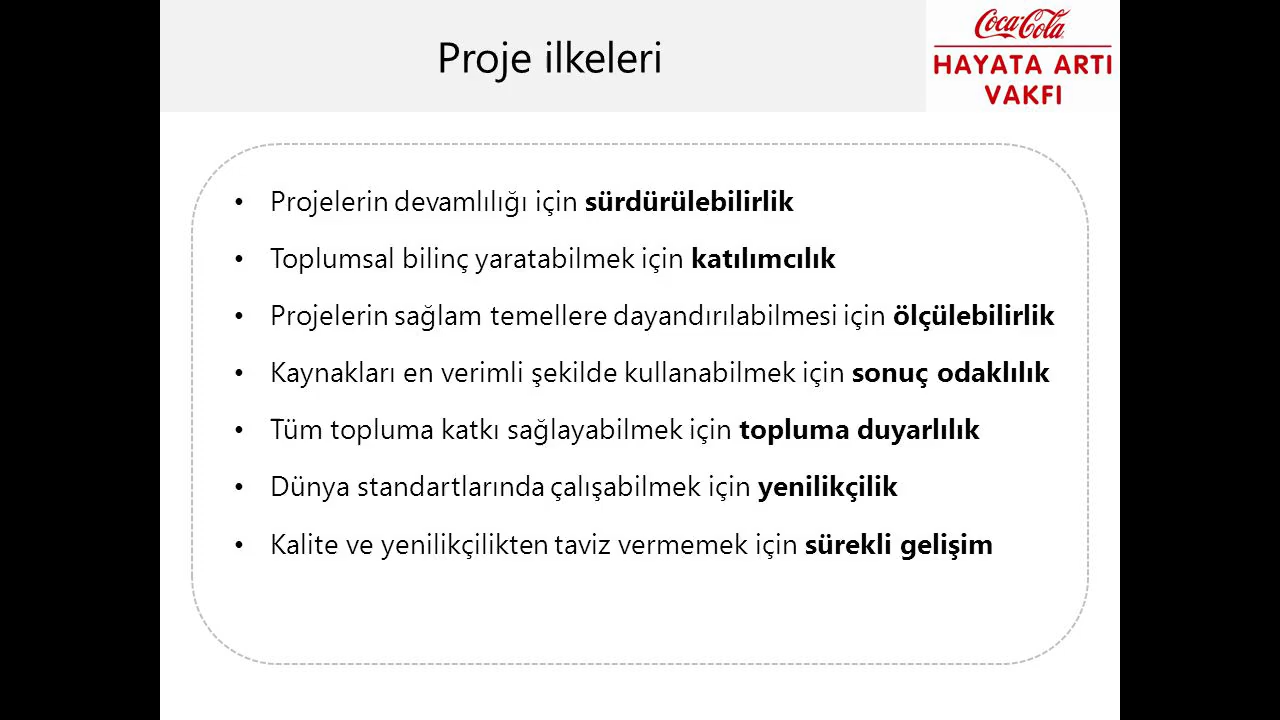 Proje ilkeleri
Coca-Cola
HAYATA ARTI
VAKFI
• Projelerin devamlılığı için sürdürülebilirlik
• Toplumsal bilinç yaratabilmek için katılımcılık
• Projelerin sağlam temellere dayandırılabilmesi için ölçülebilirlik
• Kaynakları en verimli şekilde kullanabilmek için sonuç odaklılık
• Tüm topluma katkı sağlayabilmek için topluma duyarlılık
• Dünya standartlarında çalışabilmek için yenilikçilik
• Kalite ve yenilikçilikten taviz vermemek için sürekli gelişim